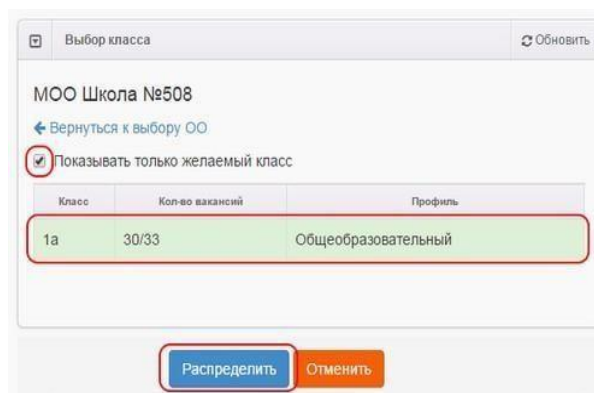 Выбор класса Обновить
МОО Школа №508
Вернуться к выбору ОО
Показывать только желаемый класс
Класс Кол-во вакансий Профиль
1а 30/33 Общеобразовательный
Распределить Отменить